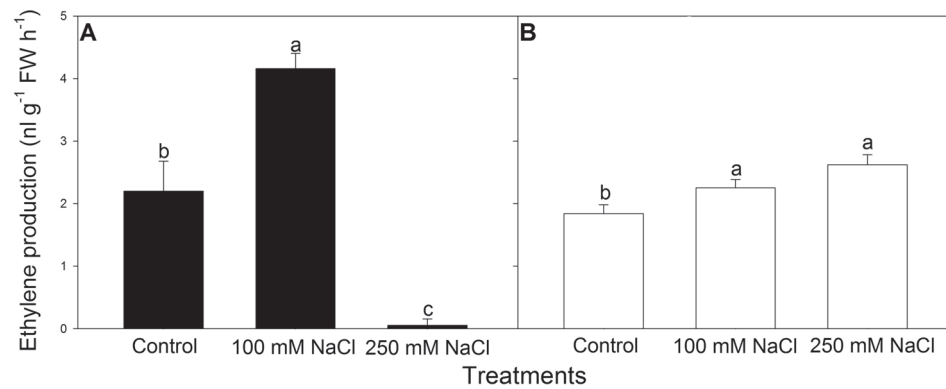 Ethylene production (nl g⁻¹ FW h⁻¹)
5
4
3
2
1
0
A
b
a
c
B
b
a
a
Control 100 mM NaCl 250 mM NaCl
Control 100 mM NaCl 250 mM NaCl
Treatments